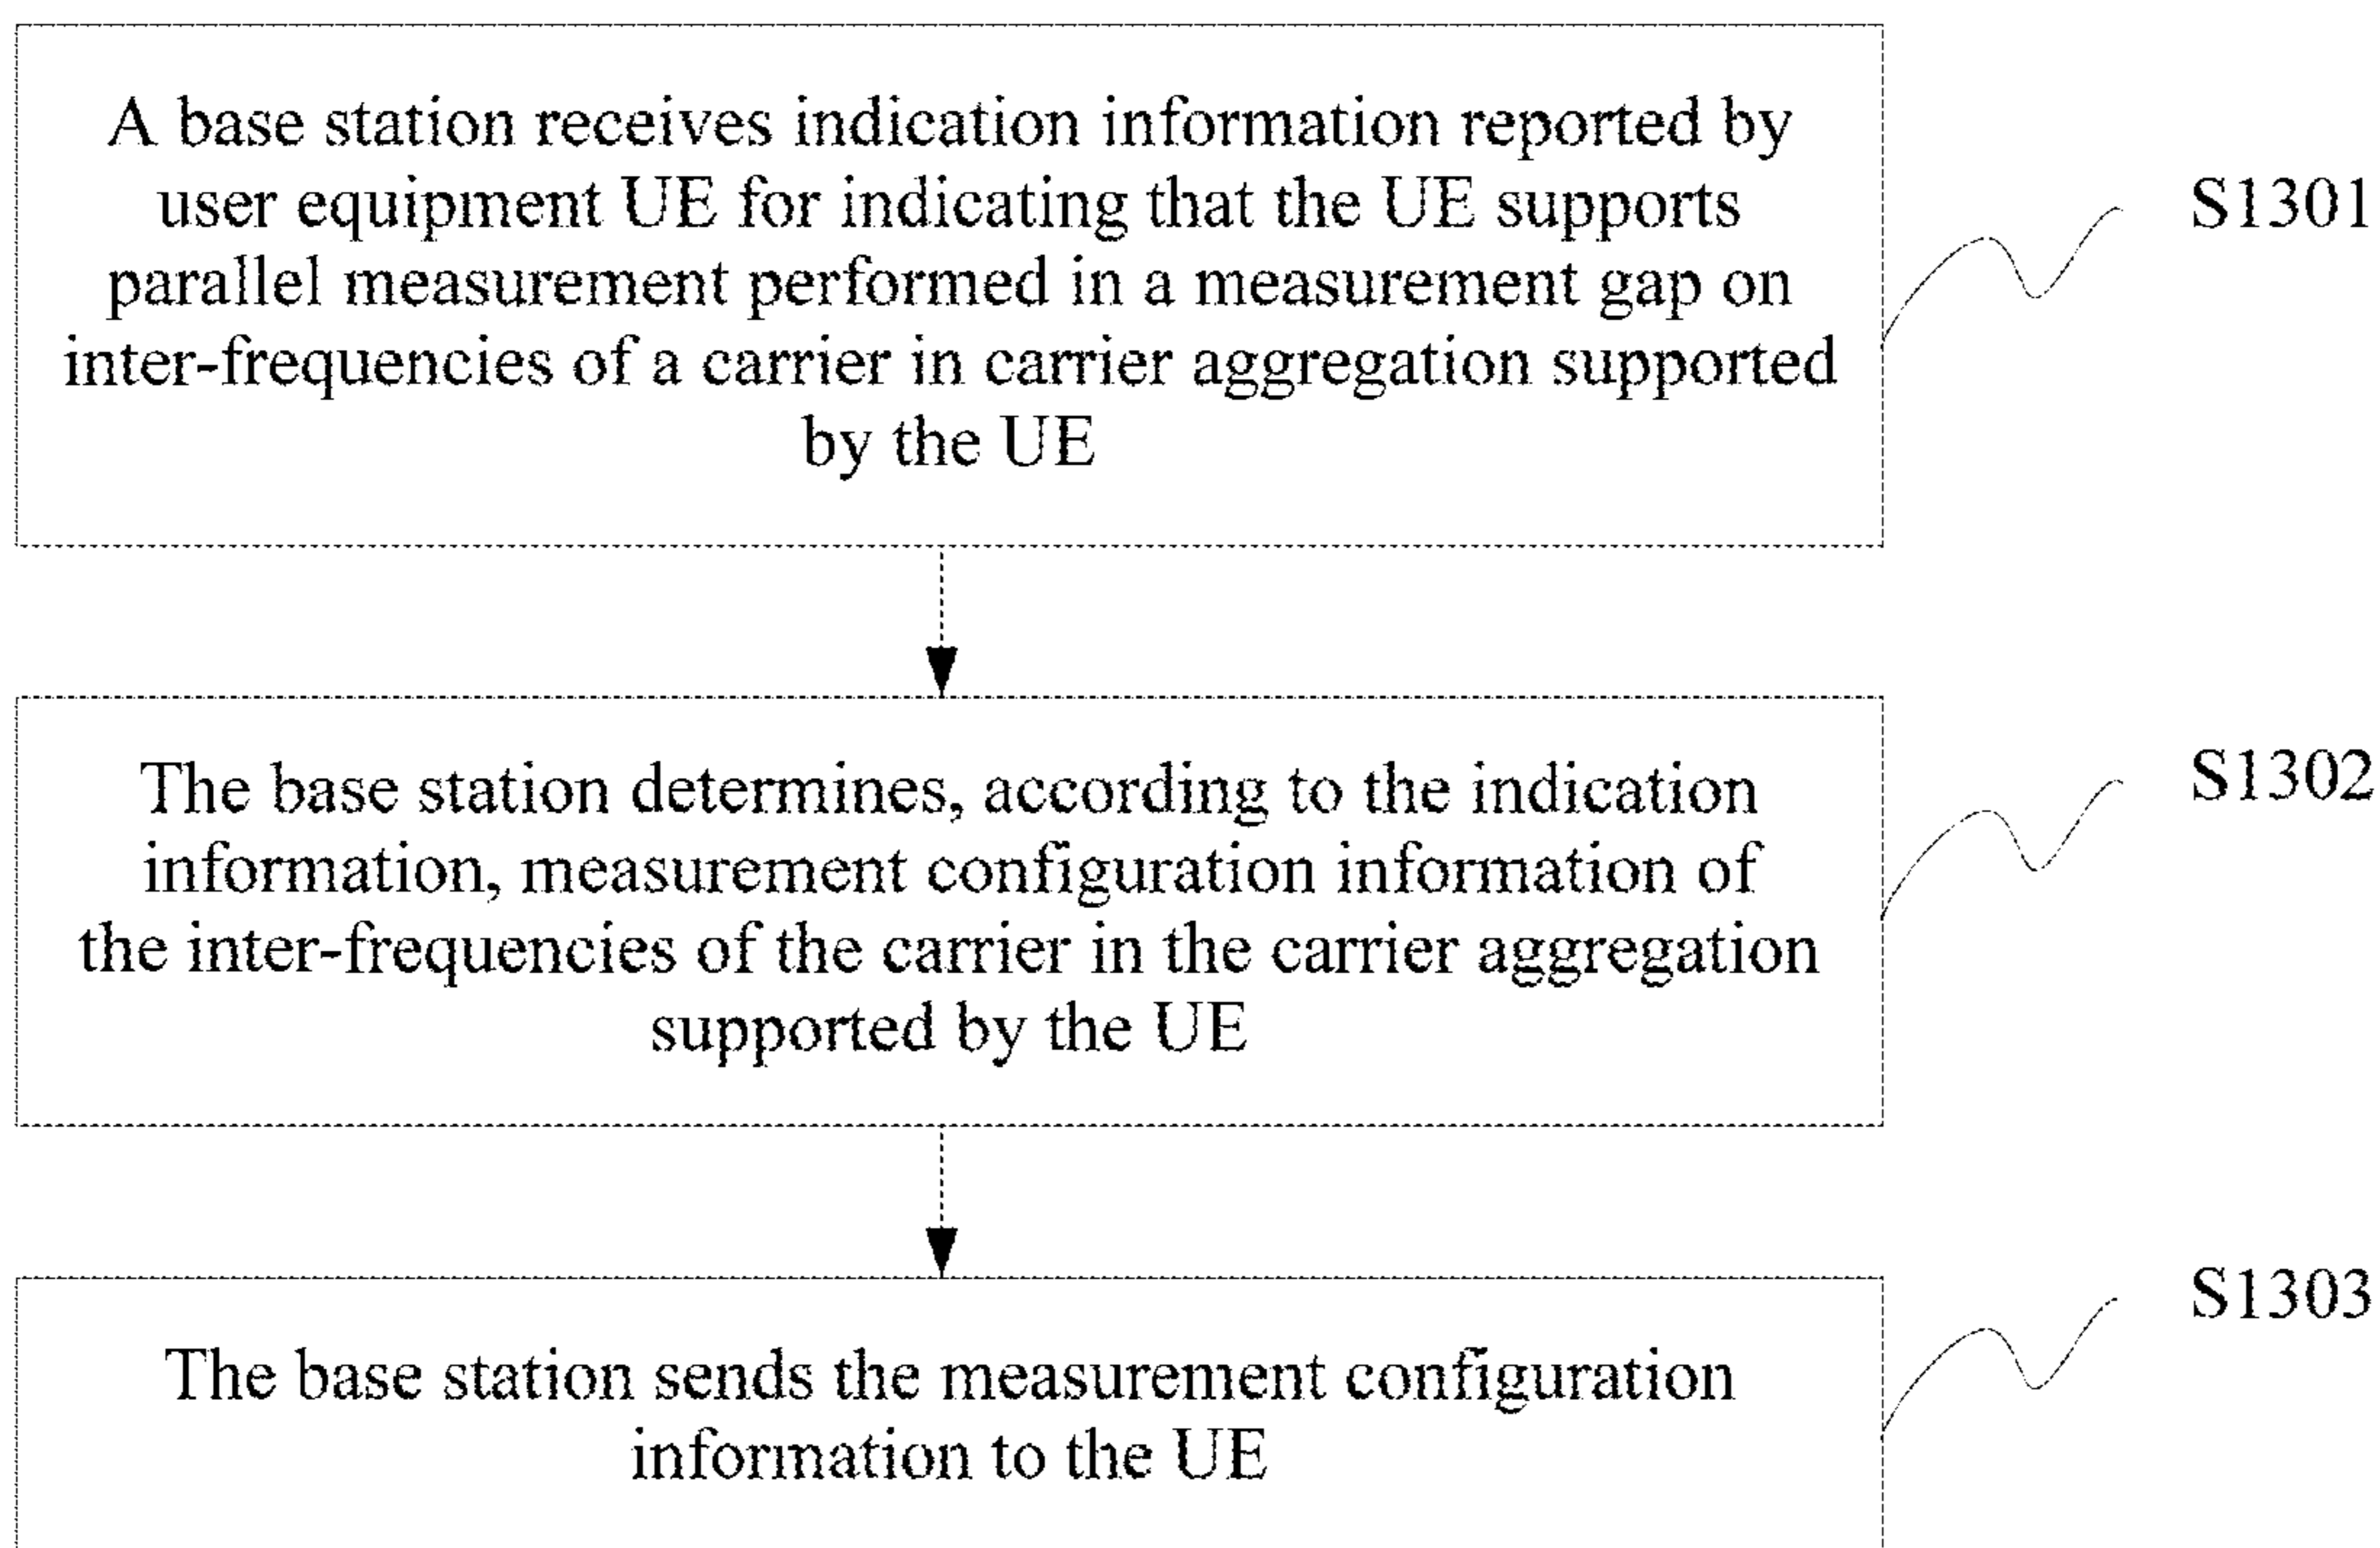 A base station receives indication information reported by
user equipment UE for indicating that the UE supports
parallel measurement performed in a measurement gap on
inter-frequencies of a carrier in carrier aggregation supported
by the UE
S1301
The base station determines, according to the indication
information, measurement configuration information of
the inter-frequencies of the carrier in the carrier aggregation
supported by the UE
S1302
The base station sends the measurement configuration
information to the UE
S1303